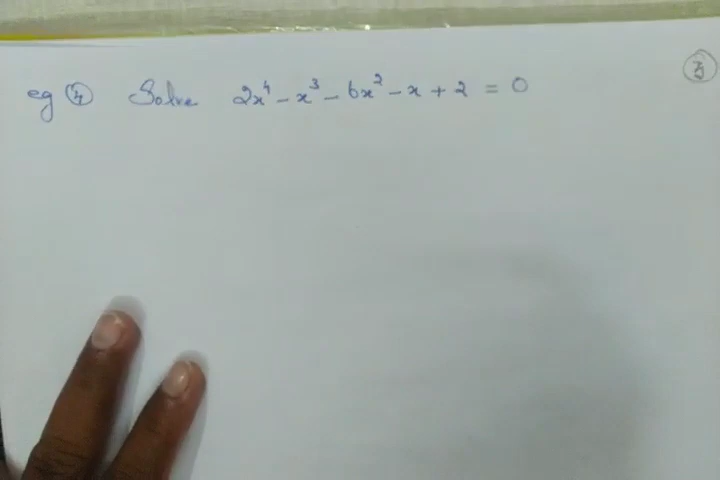 eg ④ Solve 2x⁴ - x³ - 6x² - x + 2 = 0
③